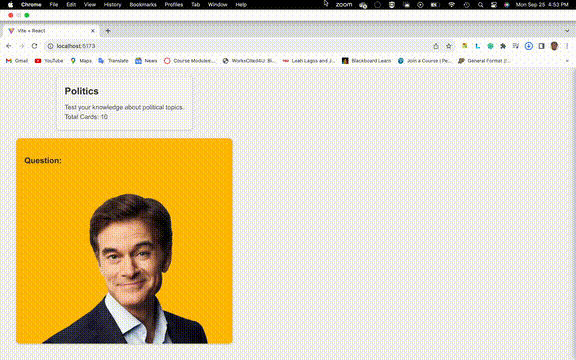 Chrome File Edit View History Bookmarks Profiles Tab Window Help zoom Mon Sep 25 4:53 PM
Vite + React
localhost:5173
Gmail YouTube Maps Translate News Course Modules:... WorksCited4U: Bi... Leah Lagos and J... Blackboard Learn Join a Course | Pe... General Format /...
Politics
Test your knowledge about political topics.
Total Cards: 10
Question: